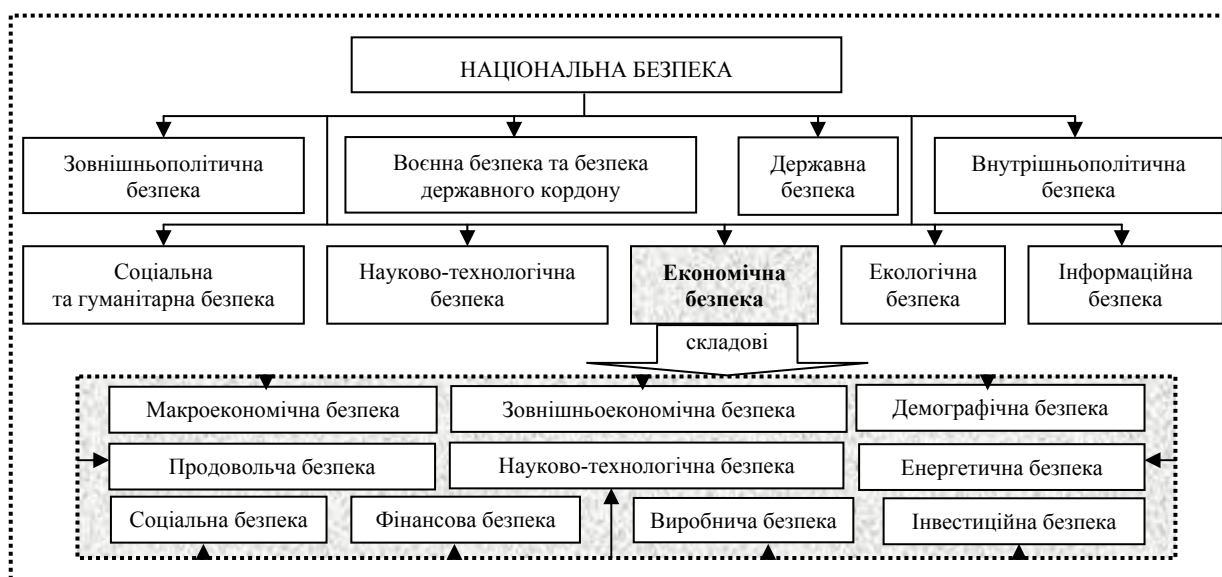 НАЦІОНАЛЬНА БЕЗПЕКА
Зовнішньополітична
безпека
Воєнна безпека та безпека
державного кордону
Державна
безпека
Внутрішньополітична
безпека
Соціальна
та гуманітарна безпека
Науково-технологічна
безпека
Економічна
безпека
Екологічна
безпека
Інформаційна
безпека
складові
Макроекономічна безпека
Зовнішньоекономічна безпека
Демографічна безпека
Продовольча безпека
Науково-технологічна безпека
Енергетична безпека
Соціальна безпека
Фінансова безпека
Виробнича безпека
Інвестиційна безпека